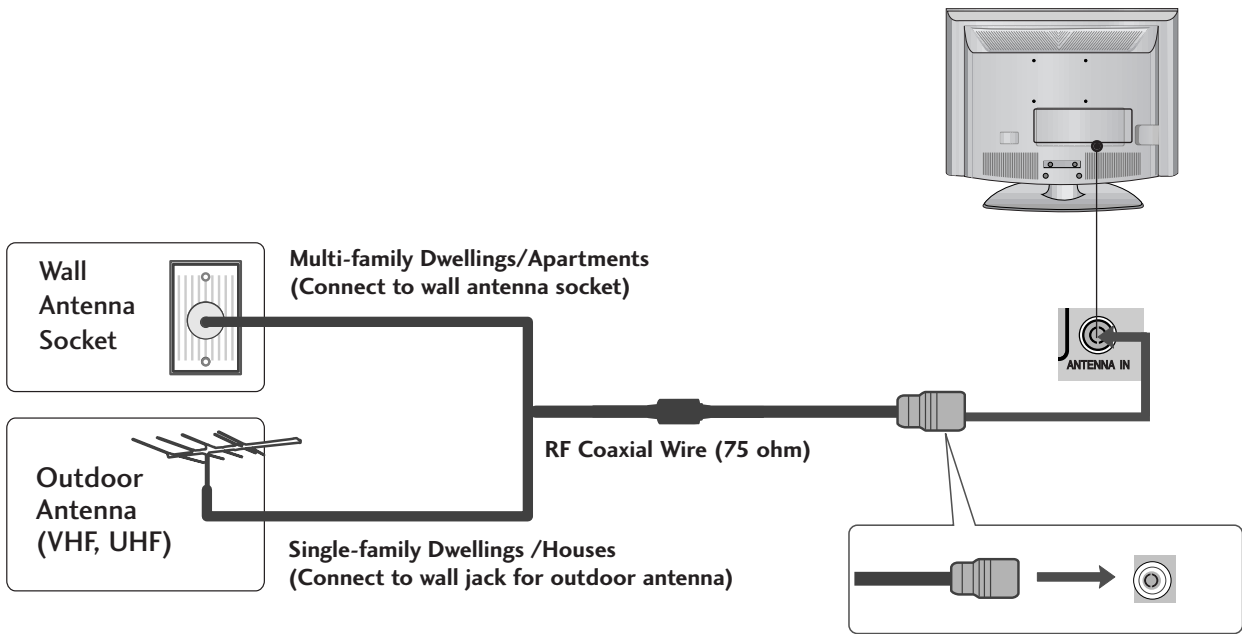 Wall
Antenna
Socket
Multi-family Dwellings/Apartments
(Connect to wall antenna socket)
ANTENNA IN
RF Coaxial Wire (75 ohm)
Outdoor
Antenna
(VHF, UHF)
Single-family Dwellings /Houses
(Connect to wall jack for outdoor antenna)